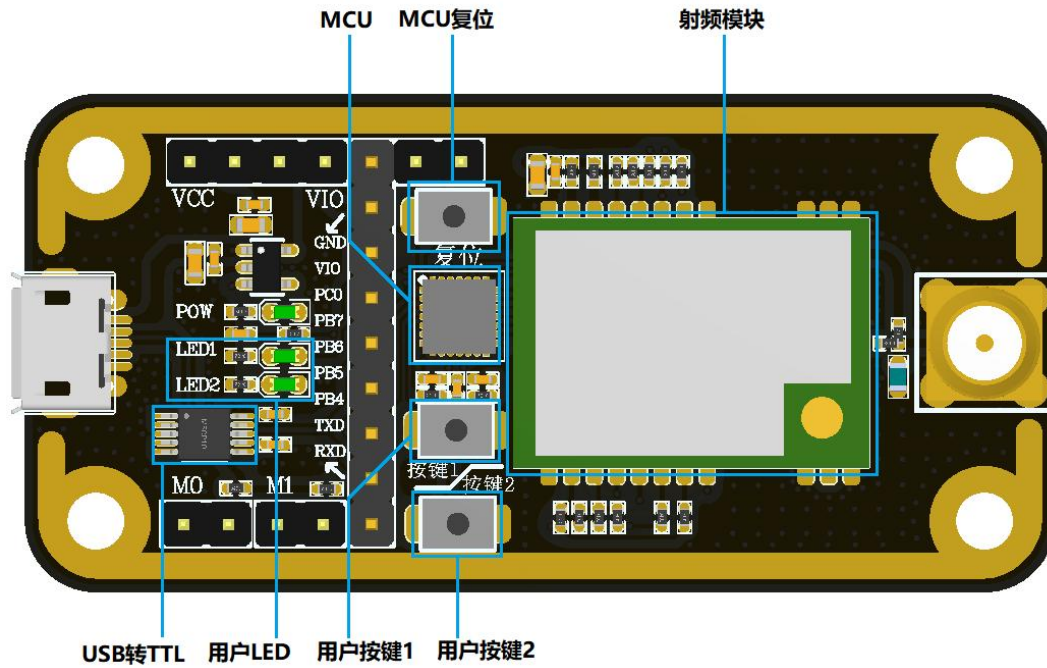 MCU
MCU复位
射频模块
VCC
VIO
复位
GND
VIO
PC0
POW
PB7
LED1
PB6
PB5
LED2
PB4
TXD
RXD
按键1
按键2
M0
M1
USB转TTL
用户LED
用户按键1
用户按键2